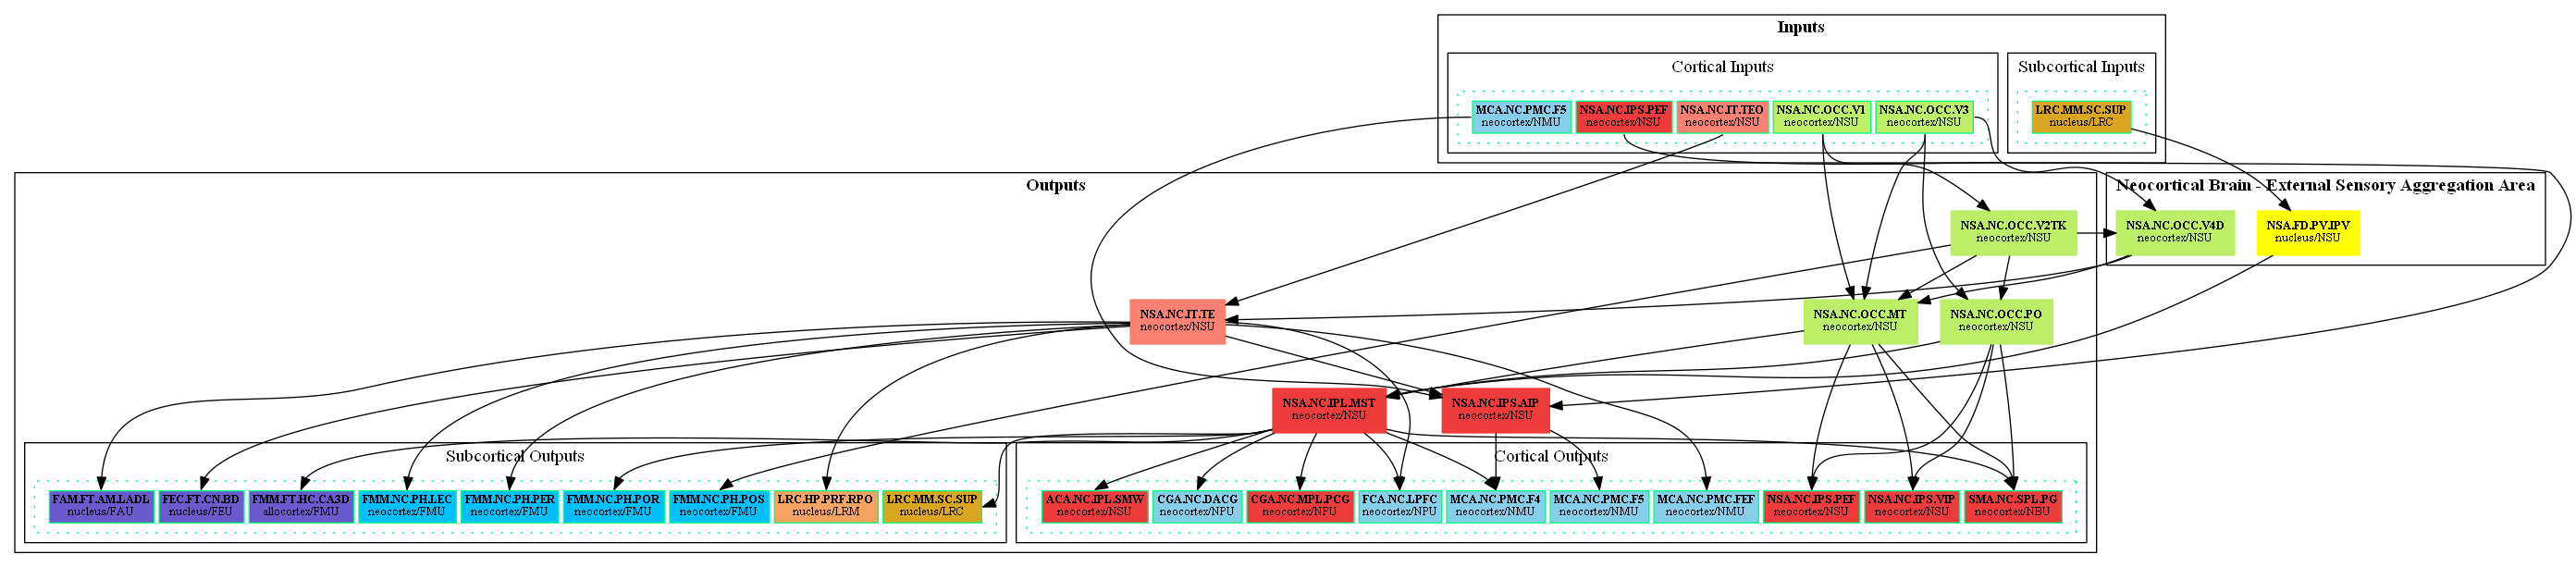 Inputs
Cortical Inputs
Subcortical Inputs
MCA.NC.PMC.F5
neocortex/NMU
NSA.NC.IPS.PEF
neocortex/NSU
NSA.NC.IT.TEO
neocortex/NSU
NSA.NC.OCC.V1
neocortex/NSU
NSA.NC.OCC.V3
neocortex/NSU
LRC.MM.SC.SUP
nucleus/LRC
Outputs
Neocortical Brain - External Sensory Aggregation Area
NSA.NC.OCC.V2TK
neocortex/NSU
NSA.NC.OCC.V4D
neocortex/NSU
NSA.FD.PV.IPV
nucleus/NSU
NSA.NC.IT.TE
neocortex/NSU
NSA.NC.OCC.MT
neocortex/NSU
NSA.NC.OCC.PO
neocortex/NSU
NSA.NC.IPL.MST
neocortex/NSU
NSA.NC.IPS.AIP
neocortex/NSU
Subcortical Outputs
Cortical Outputs
FAM.FT.AM.LADL
nucleus/FAU
FEC.FT.CN.BD
nucleus/FEU
FMM.FT.HC.CA3D
allocortex/FMU
FMM.NC.PH.LEC
neocortex/FMU
FMM.NC.PH.PER
neocortex/FMU
FMM.NC.PH.POR
neocortex/FMU
FMM.NC.PH.POS
neocortex/FMU
LRC.HP.PRF.RPO
nucleus/LRM
LRC.MM.SC.SUP
nucleus/LRC
ACA.NC.IPL.SMW
neocortex/NSU
CGA.NC.DACG
neocortex/NPU
CGA.NC.MPL.PCG
neocortex/NPU
FCA.NC.LPFC
neocortex/NPU
MCA.NC.PMC.F4
neocortex/NMU
MCA.NC.PMC.F5
neocortex/NMU
MCA.NC.PMC.FEF
neocortex/NMU
NSA.NC.IPS.PEF
neocortex/NSU
NSA.NC.IPS.VIP
neocortex/NSU
SMA.NC.SPL.PG
neocortex/NBU